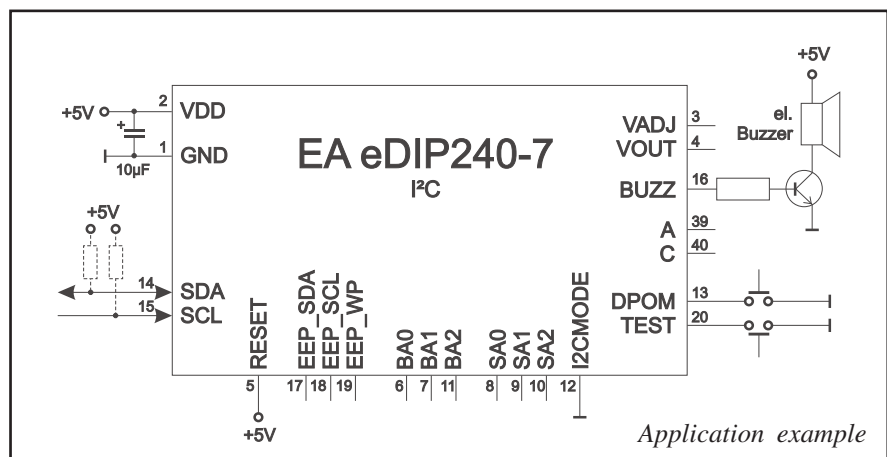 +5V
2
VDD
+
1
GND
10µF
EA eDIP240-7
I²C
VADJ
3
VOUT
4
BUZZ
16
el.
Buzzer
+5V
A
39
C
40
+5V
14
SDA
15
SCL
DPOM
13
TEST
20
RESET
EEP_SDA
EEP_SCL
EEP_WP
BA0
BA1
BA2
SA0
SA1
SA2
I2CMODE
5
17
18
19
6
7
11
8
9
10
12
+5V
Application example